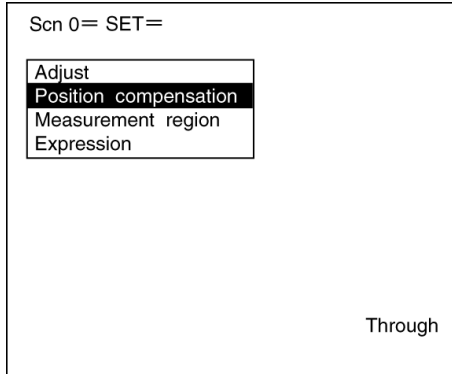 Scn 0= SET=
Adjust
Position compensation
Measurement region
Expression
Through